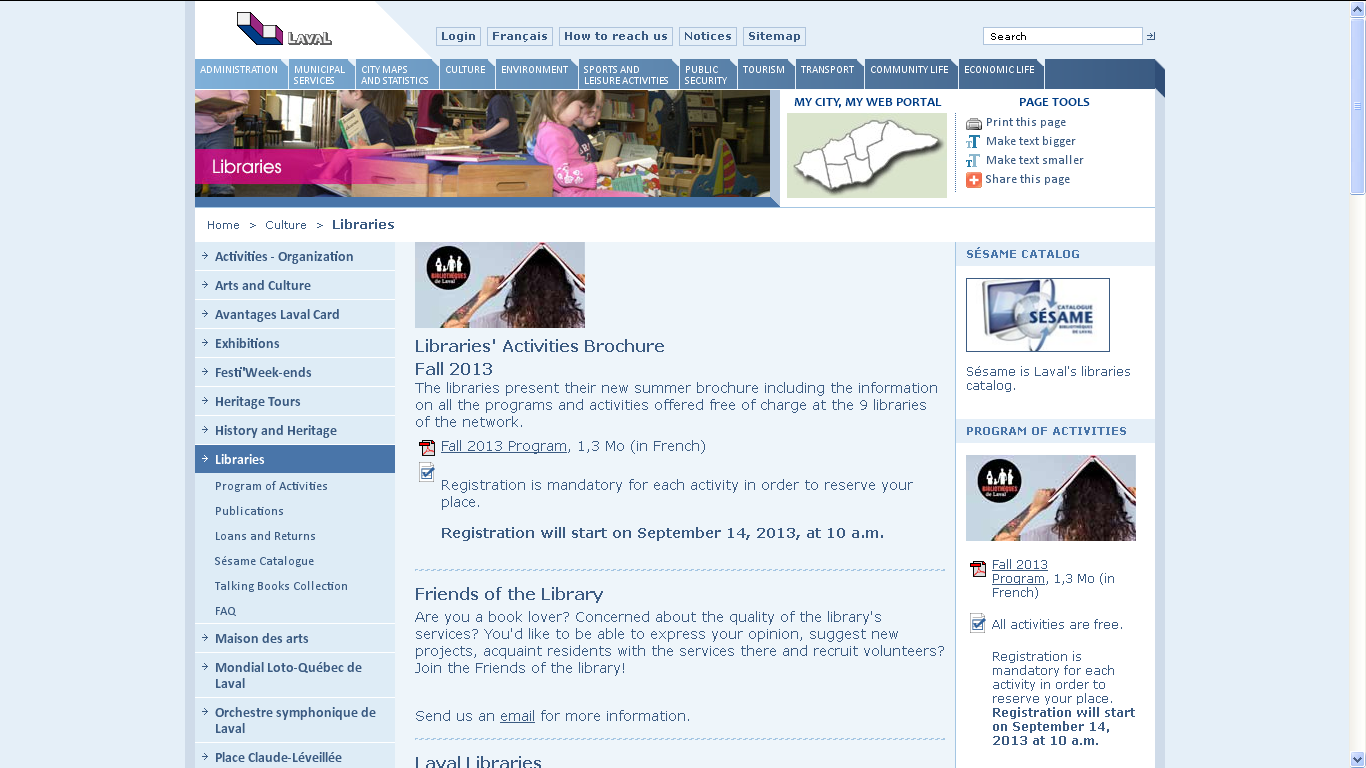 LAVAL
Login
Français
How to reach us
Notices
Sitemap
Search
ADMINISTRATION
MUNICIPAL
SERVICES
CITY MAPS
AND STATISTICS
CULTURE
ENVIRONMENT
SPORTS AND
LEISURE ACTIVITIES
PUBLIC
SECURITY
TOURISM
TRANSPORT
COMMUNITY LIFE
ECONOMIC LIFE
Libraries
MY CITY, MY WEB PORTAL
PAGE TOOLS
Print this page
Make text bigger
Make text smaller
Share this page
Home > Culture > Libraries
Activities - Organization
Arts and Culture
Avantages Laval Card
Exhibitions
Festi'Week-ends
Heritage Tours
History and Heritage
Libraries
Program of Activities
Publications
Loans and Returns
Sésame Catalogue
Talking Books Collection
FAQ
Maison des arts
Mondial Loto-Québec de
Laval
Orchestre symphonique de
Laval
Place Claude-Léveillée
BIBLIOTHÈQUES
de Laval
Libraries' Activities Brochure
Fall 2013
The libraries present their new summer brochure including the information
on all the programs and activities offered free of charge at the 9 libraries
of the network.
Fall 2013 Program, 1,3 Mo (in French)
Registration is mandatory for each activity in order to reserve your
place.
Registration will start on September 14, 2013, at 10 a.m.
Friends of the Library
Are you a book lover? Concerned about the quality of the library's
services? You'd like to be able to express your opinion, suggest new
projects, acquaint residents with the services there and recruit volunteers?
Join the Friends of the library!
Send us an email for more information.
Laval Libraries
SÉSAME CATALOG
CATALOGUE
SÉSAME
BIBLIOTHÈQUES
DE LAVAL
Sésame is Laval's libraries
catalog.
PROGRAM OF ACTIVITIES
BIBLIOTHÈQUES
de Laval
Fall 2013
Program, 1,3 Mo (in
French)
All activities are free.
Registration is
mandatory for each
activity in order to
reserve your place.
Registration will start
on September 14,
2013 at 10 a.m.